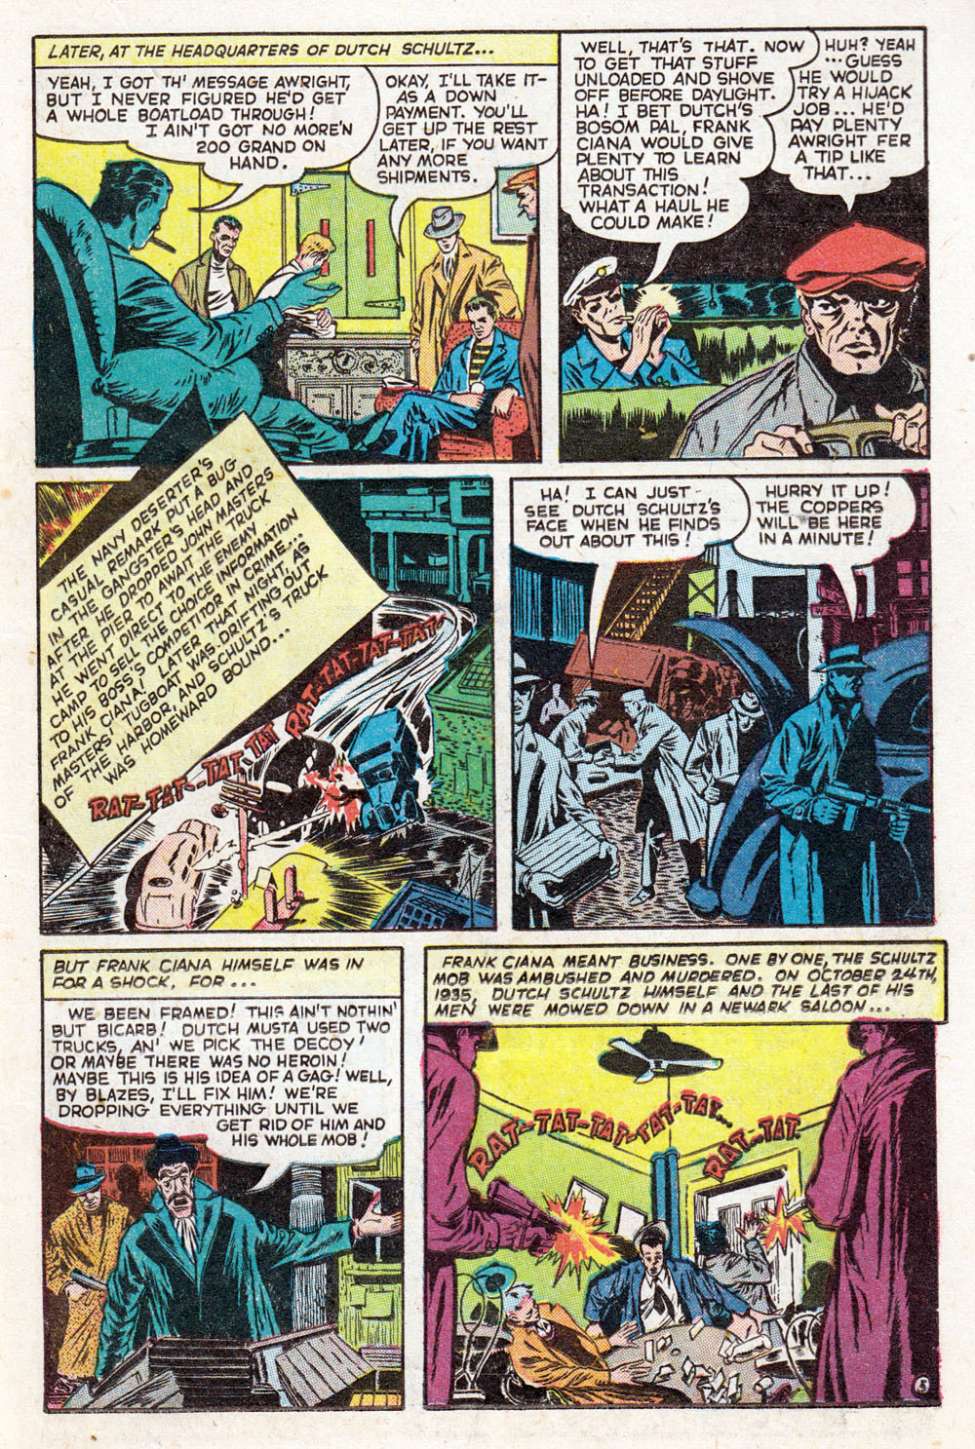 LATER, AT THE HEADQUARTERS OF DUTCH SCHULTZ...
YEAH, I GOT TH' MESSAGE AWRIGHT,
BUT I NEVER FIGURED HE'D GET
A WHOLE BOATLOAD THROUGH!
I AIN'T GOT NO MORE'N
200 GRAND ON
HAND.
OKAY, I'LL TAKE IT-
AS A DOWN
PAYMENT. YOU'LL
GET UP THE REST
LATER, IF YOU WANT
ANY MORE
SHIPMENTS.
WELL, THAT'S THAT. NOW
TO GET THAT STUFF
UNLOADED AND SHOVE
OFF BEFORE DAYLIGHT.
HA! I BET DUTCH'S
BOSOM PAL, FRANK
CIANA WOULD GIVE
PLENTY TO LEARN
ABOUT THIS
TRANSACTION!
WHAT A HAUL HE
COULD MAKE!
HUH? YEAH
...GUESS
HE WOULD
TRY A HIJACK
JOB... HE'D
PAY PLENTY
AWRIGHT FER
A TIP LIKE
THAT...
THE NAVY DESERTER'S
CASUAL REMARK PUT A BUG
IN THE GANGSTER'S HEAD AND
AFTER HE DROPPED JOHN MASTERS
AT THE PIER TO AWAIT THE TRUCK
HE WENT DIRECT TO THE ENEMY
CAMP TO SELL THE CHOICE INFORMATION
TO HIS BOSS'S COMPETITOR IN CRIME...
FRANK CIANA! LATER THAT NIGHT, AS
MASTERS' TUGBOAT WAS DRIFTING OUT
OF THE HARBOR, AND SCHULTZ'S TRUCK
WAS HOMEWARD BOUND...
RAT-TAT-TAT-TAT-TAT-
RAT-TAT-TAT TAT
HA! I CAN JUST
SEE DUTCH SCHULTZ'S
FACE WHEN HE FINDS
OUT ABOUT THIS!
HURRY IT UP!
THE COPPERS
WILL BE HERE
IN A MINUTE!
BUT FRANK CIANA HIMSELF WAS IN
FOR A SHOCK, FOR...
WE BEEN FRAMED! THIS AIN'T NOTHIN'
BUT BICARB! DUTCH MUSTA USED TWO
TRUCKS, AN' WE PICK THE DECOY!
OR MAYBE THERE WAS NO HEROIN!
MAYBE THIS IS HIS IDEA OF A GAG! WELL,
BY BLAZES, I'LL FIX HIM! WE'RE
DROPPING EVERYTHING UNTIL WE
GET RID OF HIM AND
HIS WHOLE MOB!
FRANK CIANA MEANT BUSINESS. ONE BY ONE, THE SCHULTZ
MOB WAS AMBUSHED AND MURDERED. ON OCTOBER 24TH,
1935, DUTCH SCHULTZ HIMSELF AND THE LAST OF HIS
MEN WERE MOWED DOWN IN A NEWARK SALOON...
RAT-TAT-TAT-TAT-TAT...
RAT-TAT.
5